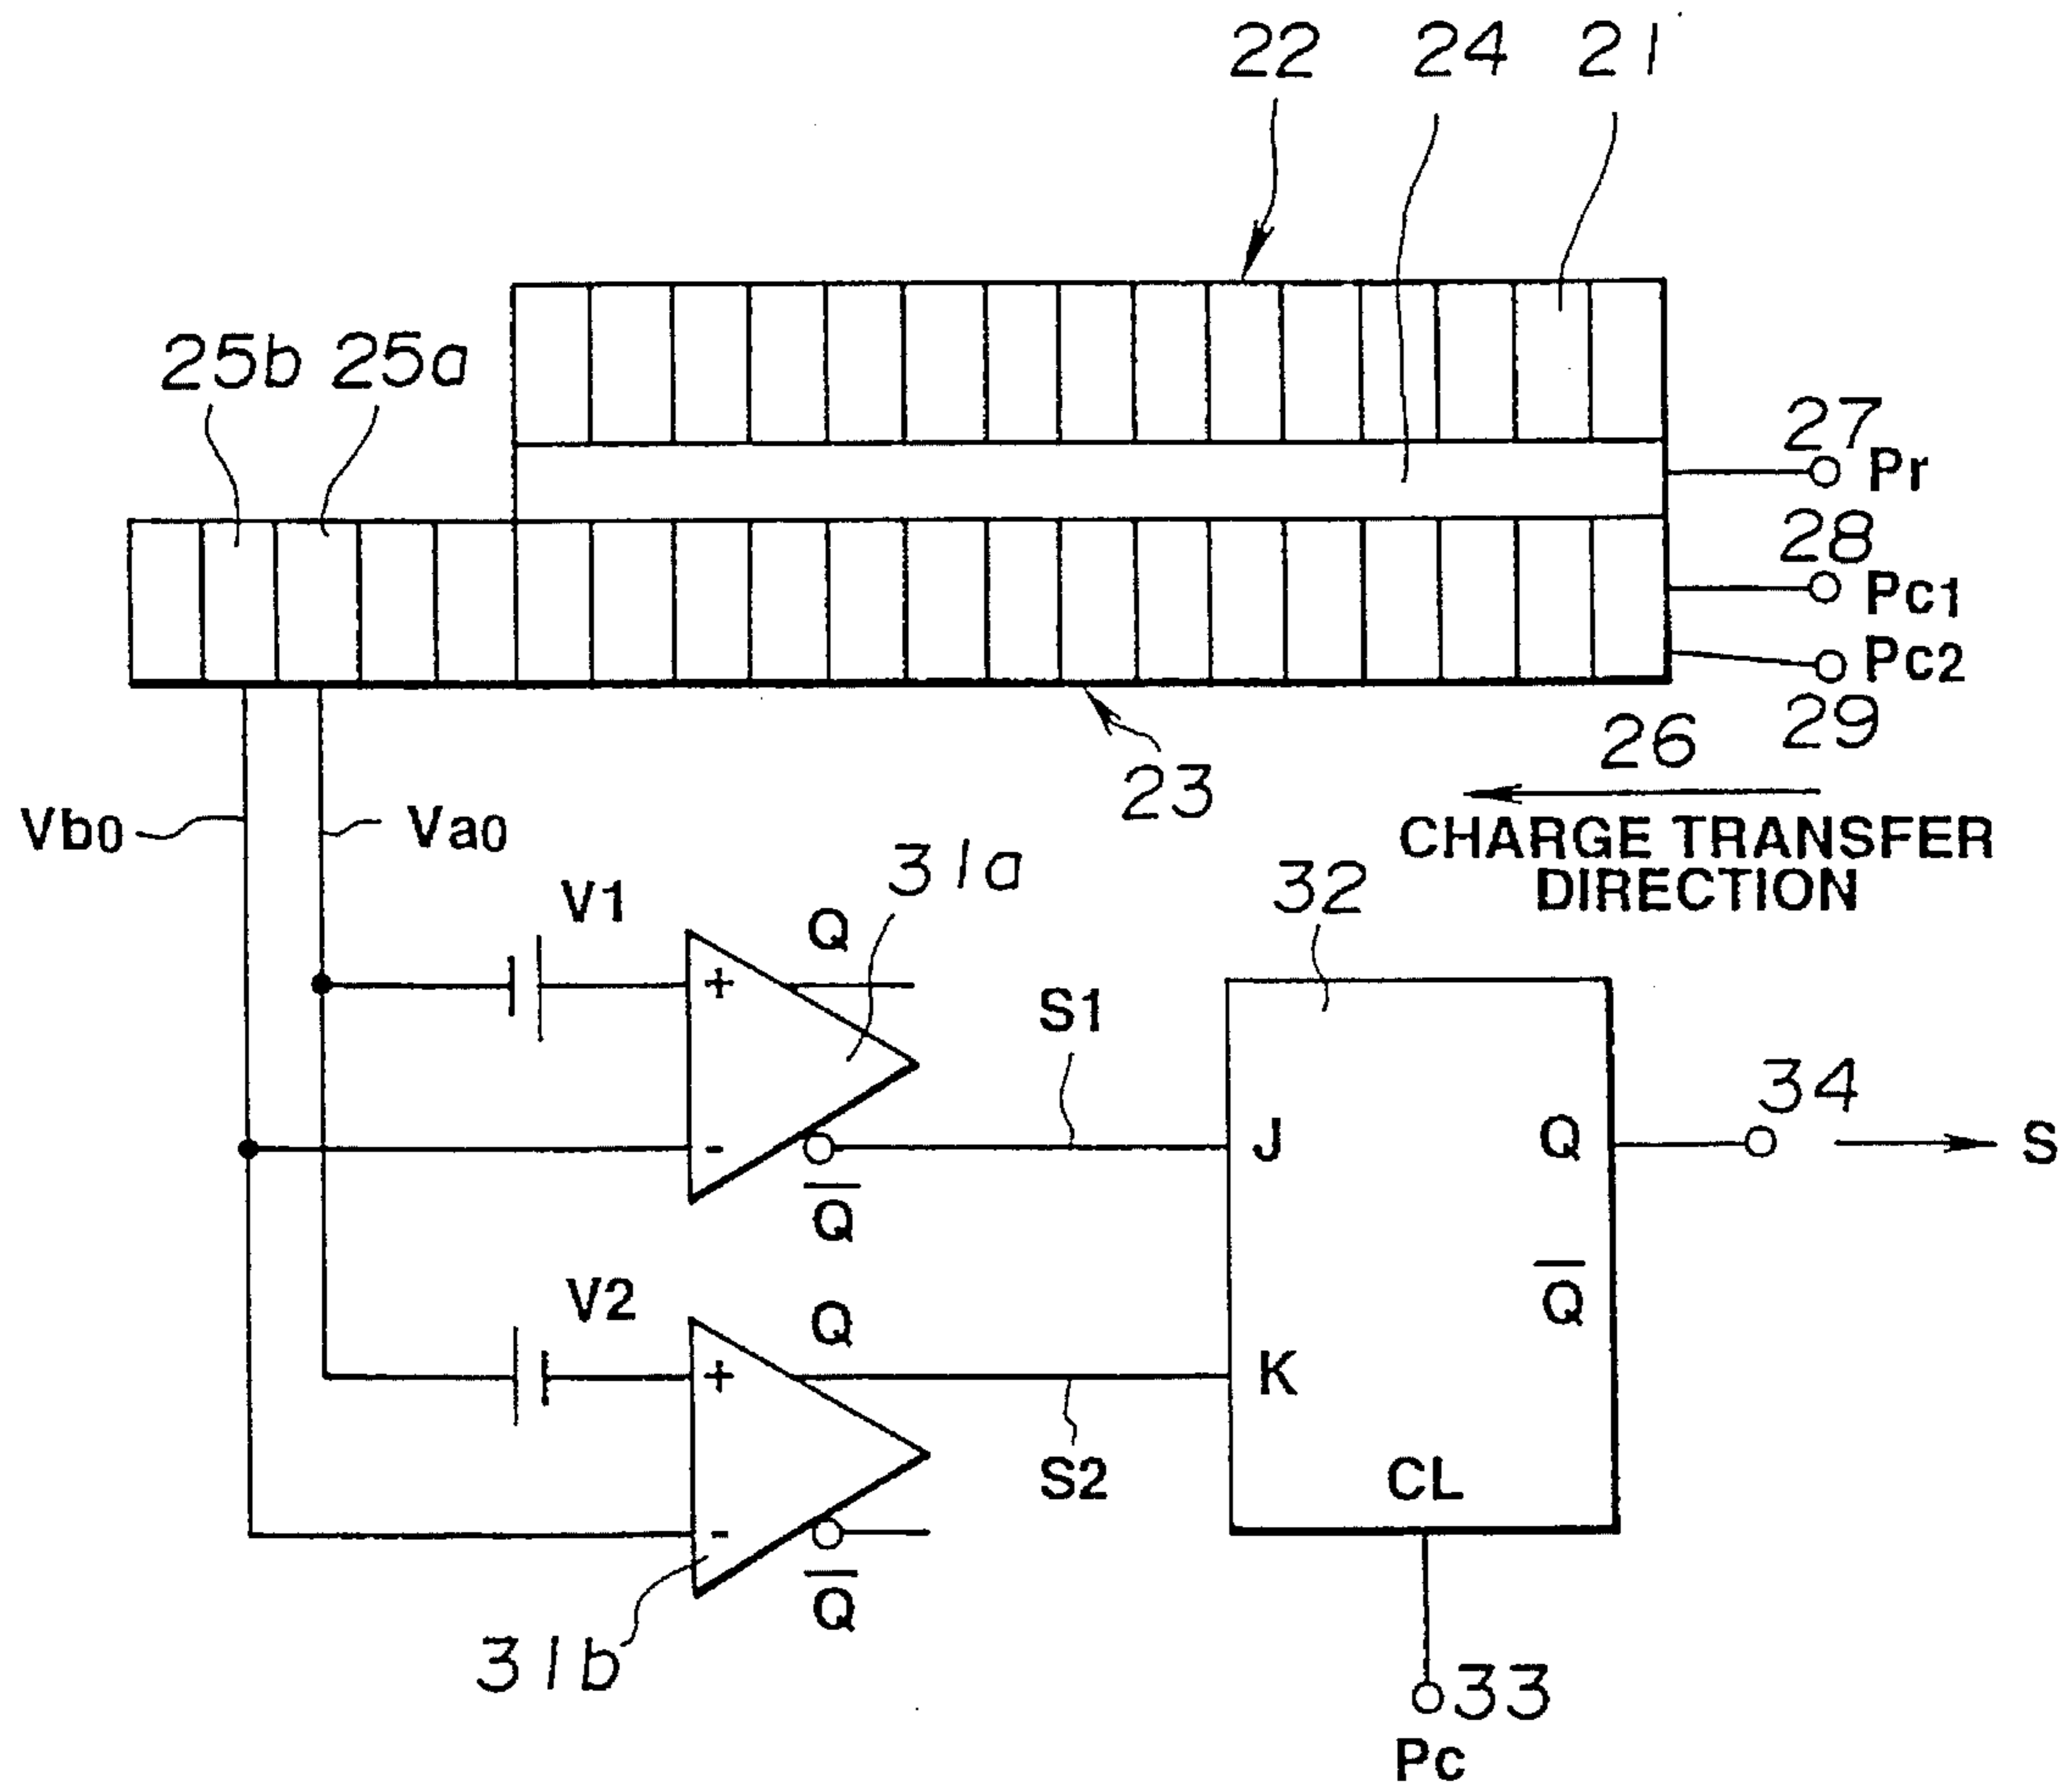 22 24 21
25b 25a
27
Pr
28
Pc1
Pc2
29
26
23
CHARGE TRANSFER
DIRECTION
Vb0 Va0
31a
32
V1 Q
+
S1
34
- J Q S
Q
V2 Q Q
+ K
S2 CL
-
Q
31b
33
Pc